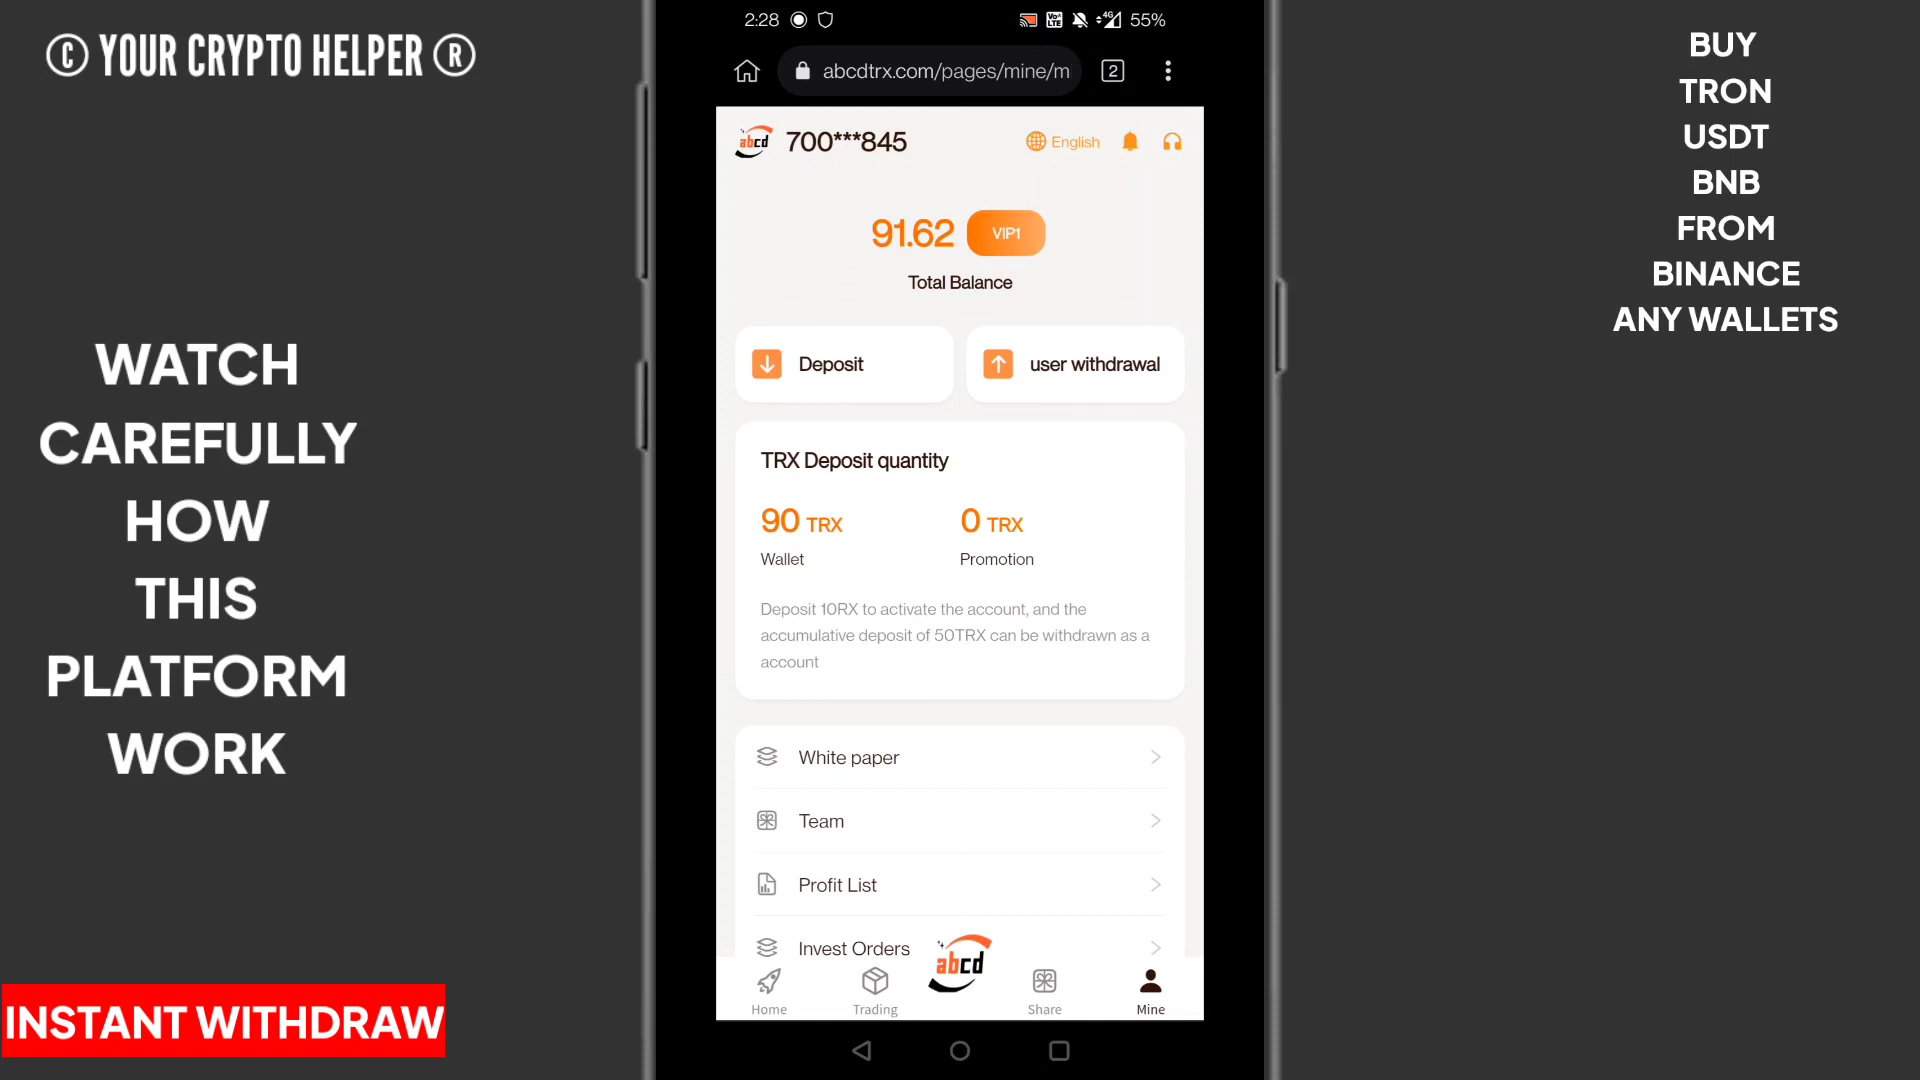 © YOUR CRYPTO HELPER ®
WATCH
CAREFULLY
HOW
THIS
PLATFORM
WORK
INSTANT WITHDRAW
2:28
Vo
LTE
4G
55%
abcdtrx.com/pages/mine/m
2
abcd
700***845
English
91.62
VIP1
Total Balance
Deposit
user withdrawal
TRX Deposit quantity
90 TRX
0 TRX
Wallet
Promotion
Deposit 10RX to activate the account, and the
accumulative deposit of 50TRX can be withdrawn as a
account
White paper
Team
Profit List
Invest Orders
abcd
Home
Trading
Share
Mine
BUY
TRON
USDT
BNB
FROM
BINANCE
ANY WALLETS